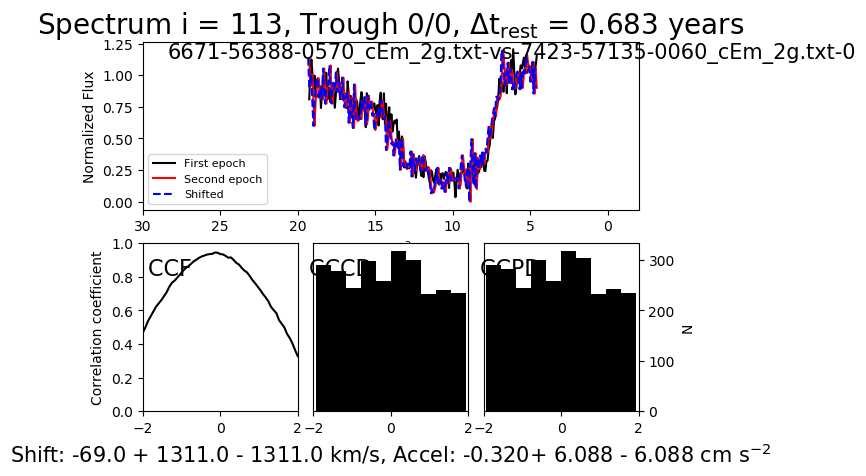 Spectrum i = 113, Trough 0/0, Δt_rest = 0.683 years
6671-56388-0570_cEm_2g.txt-vs-7423-57135-0060_cEm_2g.txt-0
Normalized Flux
1.25
1.00
0.75
0.50
0.25
0.00
First epoch
Second epoch
Shifted
30 25 20 15 10 5 0
Correlation coefficient
1.0
0.8
0.6
0.4
0.2
0.0
CCF
CCCD
CCPD
300
200
100
0
N
−2 0 2
−2 0 2
−2 0 2
Shift: -69.0 + 1311.0 - 1311.0 km/s, Accel: -0.320+ 6.088 - 6.088 cm s⁻²